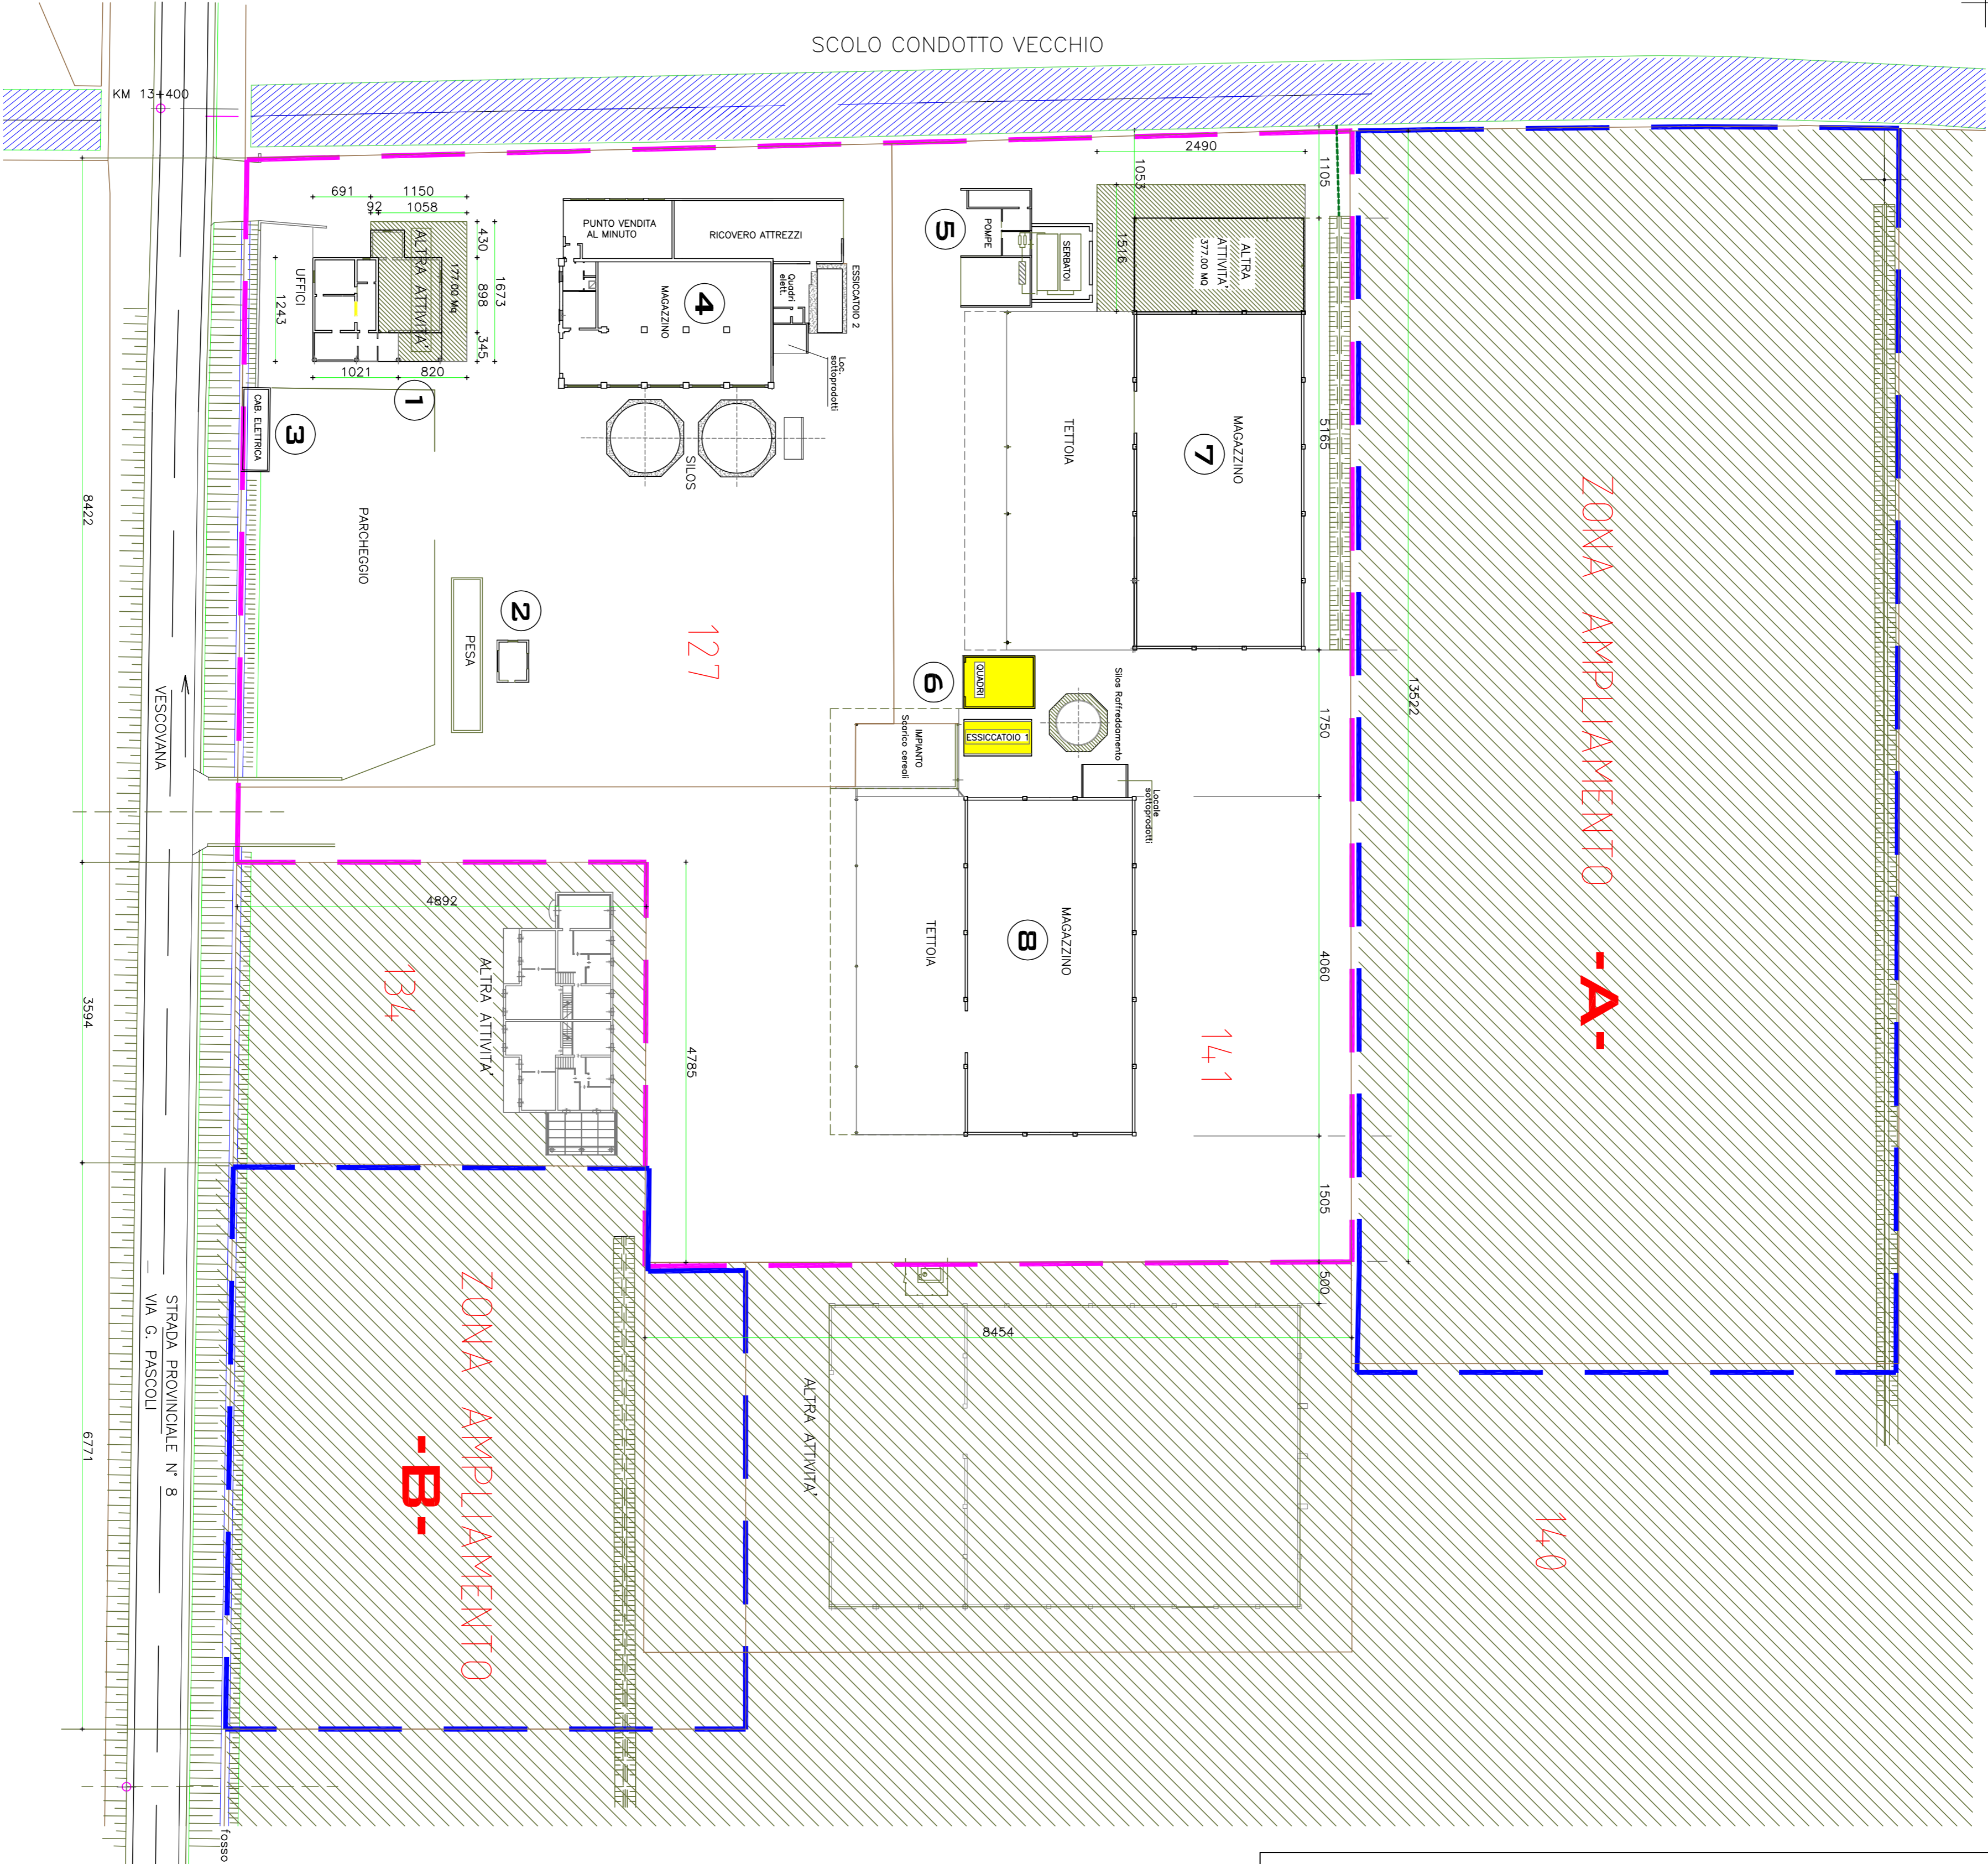 SCOLO CONDOTTO VECCHIO
KM 13+400
2490
1053
1105
691
1150
92
1058
430
898
345
1673
1243
1021
820
UFFICI
ALTRA ATTIVITA'
177.00 Mq
1
CAB. ELETTRICA
3
PUNTO VENDITA
AL MINUTO
RICOVERO ATTREZZI
MAGAZZINO
4
Quadri
elett.
ESSICCATOIO 2
Loc.
sottoprodotti
SILOS
5
POMPE
SERBATOI
1516
ALTRA
ATTIVITA'
377.00 MQ
TETTOIA
MAGAZZINO
7
5165
13522
ZONA AMPLIAMENTO
-A-
PARCHEGGIO
8422
PESA
2
127
6
QUADRI
ESSICCATOIO 1
Silos Raffreddamento
IMPIANTO
Scarico cereali
Locale
sottoprodotti
1750
VESCOVANA
4892
134
ALTRA ATTIVITA'
3594
4785
TETTOIA
8
MAGAZZINO
141
4060
1505
500
8454
ALTRA ATTIVITA'
140
ZONA AMPLIAMENTO
-B-
6771
STRADA PROVINCIALE N° 8
VIA G. PASCOLI
fosso